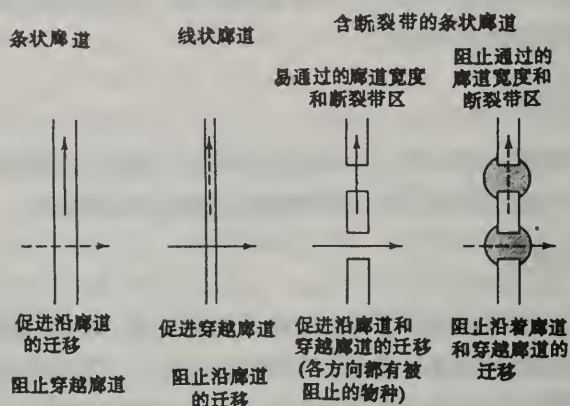 条状廊道
线状廊道
含断裂带的条状廊道
易通过的廊道宽度
和断裂带区
阻止通过的
廊道宽度和
断裂带区
促进沿廊道
的迁移
阻止穿越廊道
促进穿越廊道
阻止沿廊道
的迁移
促进沿廊道和
穿越廊道的迁移
(各方向都有被
阻止的物种)
阻止沿着廊道
和穿越廊道的
迁移